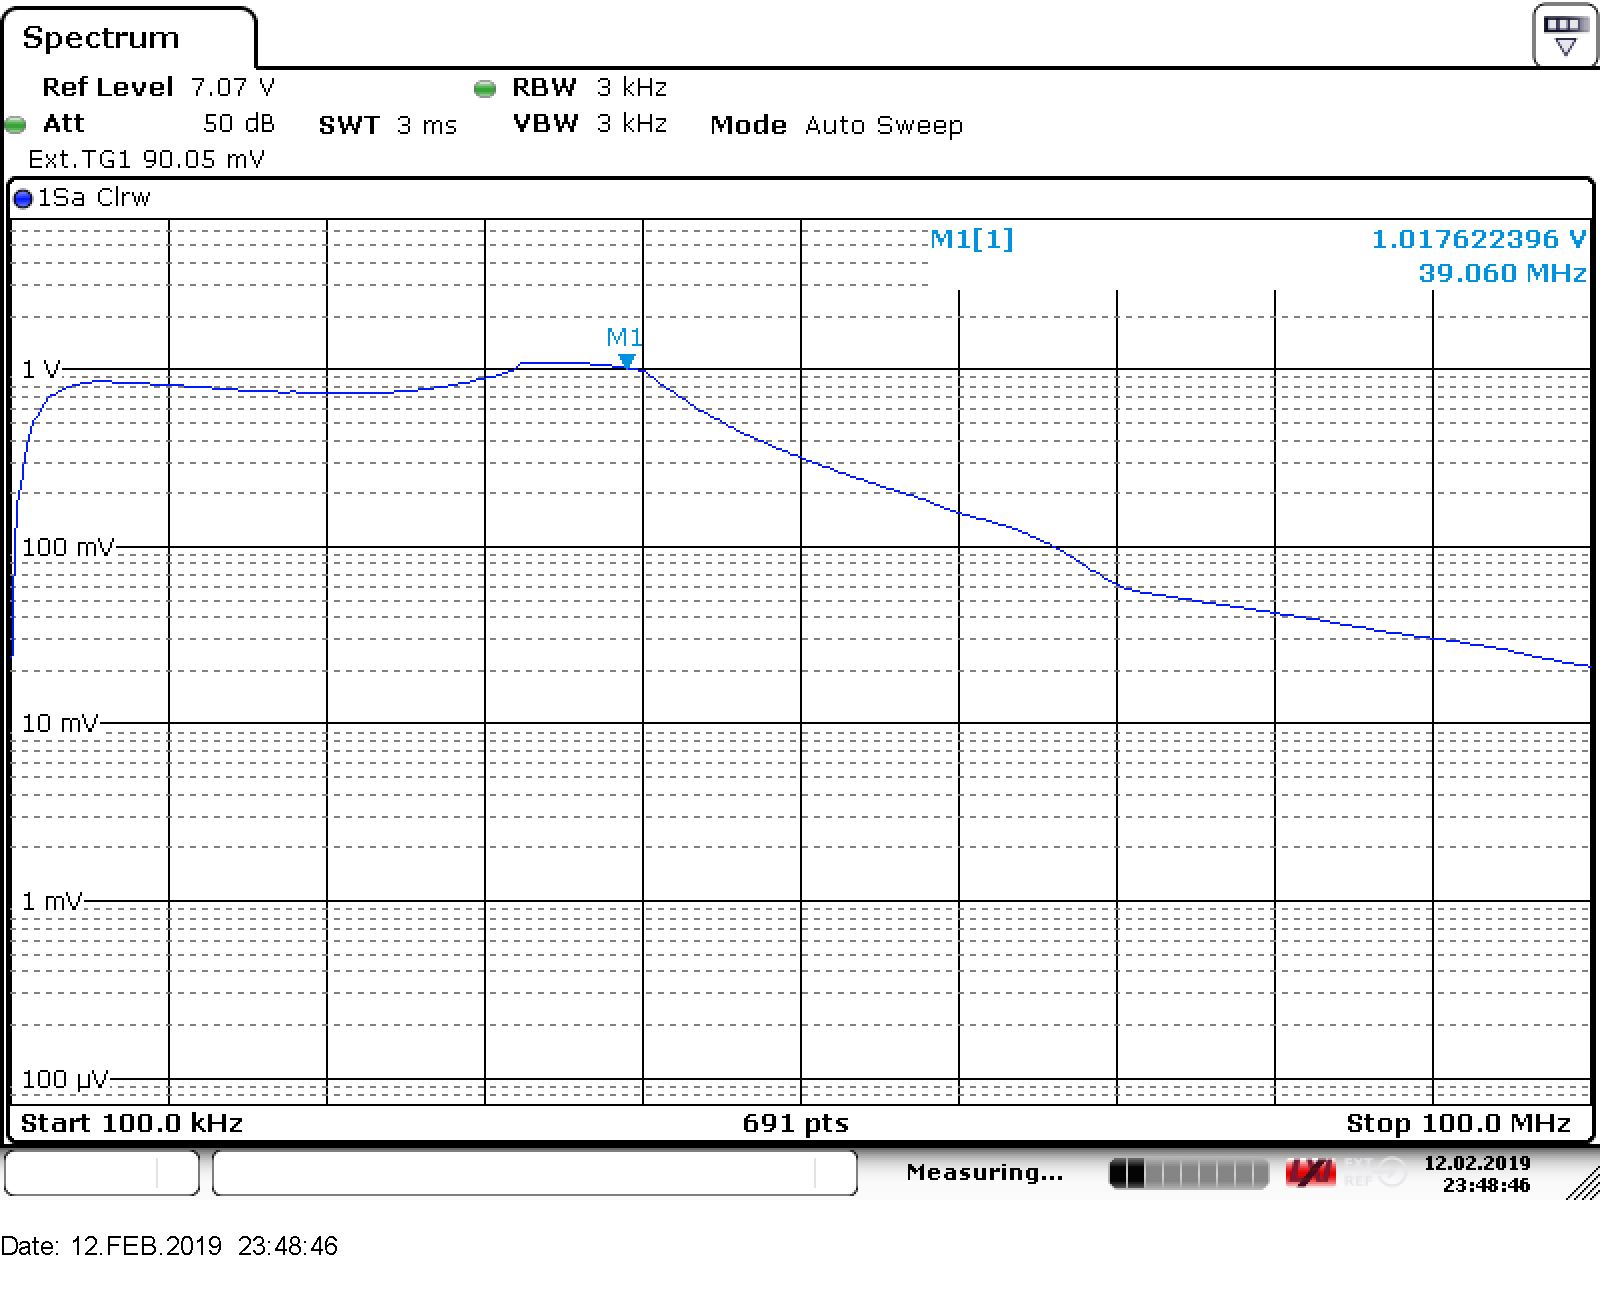 Spectrum
Ref Level 7.07 V RBW 3 kHz
Att 50 dB SWT 3 ms VBW 3 kHz Mode Auto Sweep
Ext.TG1 90.05 mV
1Sa Clrw
M1[1] 1.017622396 V
39.060 MHz
M1
1 V
100 mV
10 mV
1 mV
100 µV
Start 100.0 kHz 691 pts Stop 100.0 MHz
Measuring... LXI EXT REF 12.02.2019
23:48:46
Date: 12.FEB.2019 23:48:46